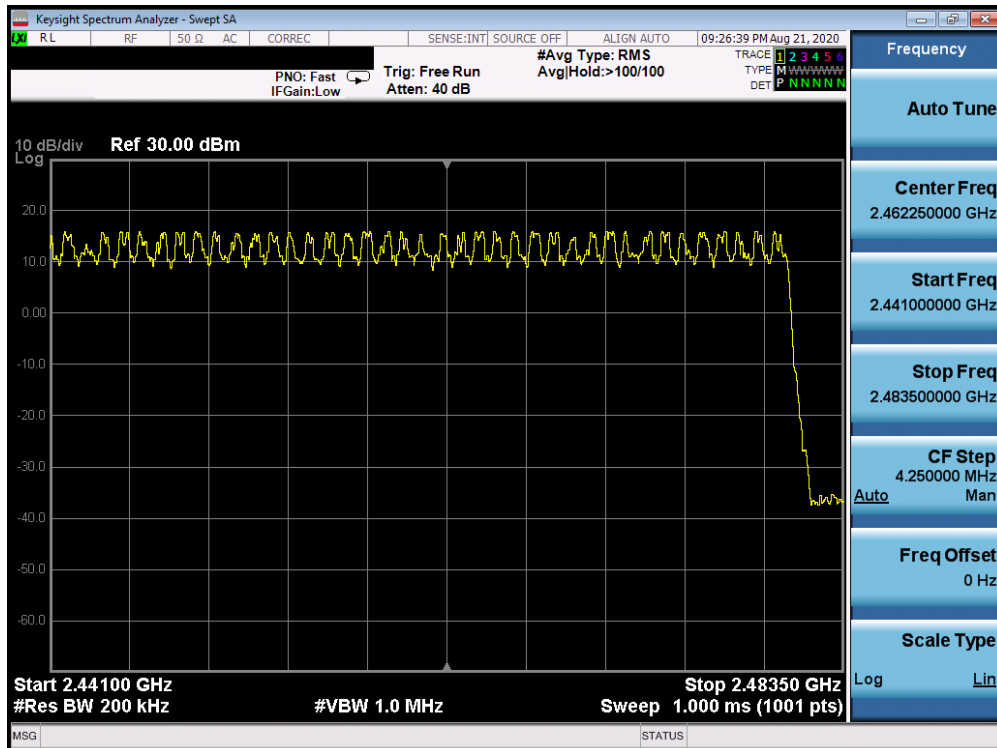 Keysight Spectrum Analyzer - Swept SA
LXI RL RF 50 Ω AC CORREC SENSE:INT SOURCE OFF ALIGN AUTO 09:26:39 PM Aug 21, 2020
#Avg Type: RMS TRACE 1 2 3 4 5 6
PNO: Fast Trig: Free Run Avg|Hold:>100/100 TYPE M WWWWW
IFGain:Low Atten: 40 dB DET P N N N N N
10 dB/div Ref 30.00 dBm
Log
20.0
10.0
0.00
-10.0
-20.0
-30.0
-40.0
-50.0
-60.0
Start 2.44100 GHz Stop 2.48350 GHz
#Res BW 200 kHz #VBW 1.0 MHz Sweep 1.000 ms (1001 pts)
MSG STATUS
Frequency
Auto Tune
Center Freq
2.462250000 GHz
Start Freq
2.441000000 GHz
Stop Freq
2.483500000 GHz
CF Step
4.250000 MHz
Auto Man
Freq Offset
0 Hz
Scale Type
Log Lin